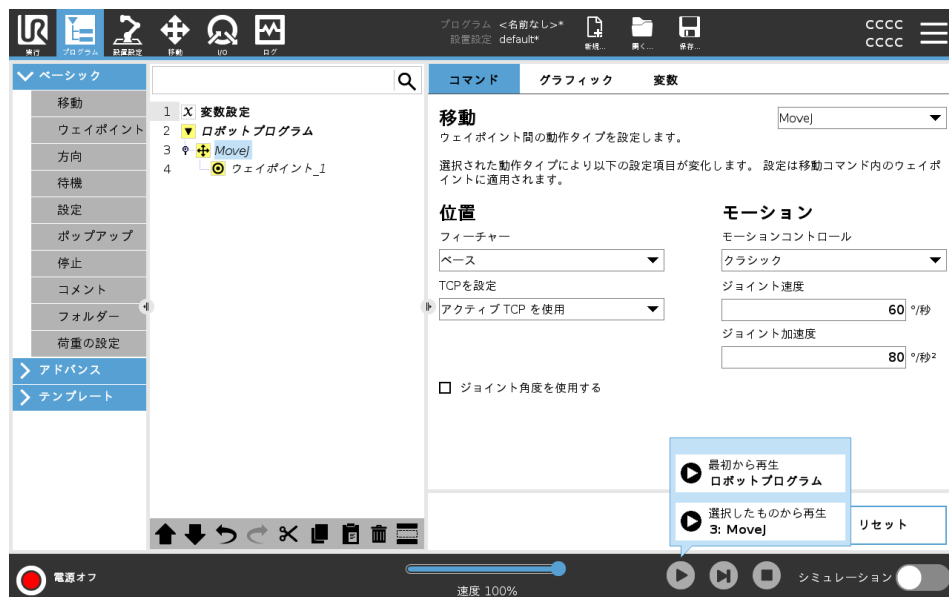 UR
実行
プログラム
設置設定
移動
I/O
ログ
プログラム <名前なし>*
設置設定 default*
新規...
開く...
保存...
CCCC
CCCC
ベーシック
移動
ウェイポイント
方向
待機
設定
ポップアップ
停止
コメント
フォルダー
荷重の設定
アドバンス
テンプレート
1 X 変数設定
2 ロボットプログラム
3 MoveJ
4 ウェイポイント_1
コマンド
グラフィック
変数
移動
MoveJ
ウェイポイント間の動作タイプを設定します。
選択された動作タイプにより以下の設定項目が変化します。 設定は移動コマンド内のウェイポ
イントに適用されます。
位置
フィーチャー
ベース
TCPを設定
アクティブ TCP を使用
ジョイント角度を使用する
モーション
モーションコントロール
クラシック
ジョイント速度
60 °/秒
ジョイント加速度
80 °/秒²
最初から再生
ロボットプログラム
選択したものから再生
3: MoveJ
リセット
電源オフ
速度 100%
シミュレーション